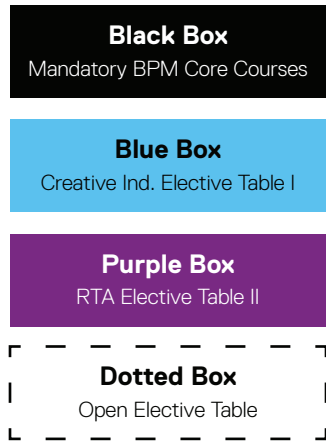 Black Box
Mandatory BPM Core Courses
Blue Box
Creative Ind. Elective Table I
Purple Box
RTA Elective Table II
Dotted Box
Open Elective Table